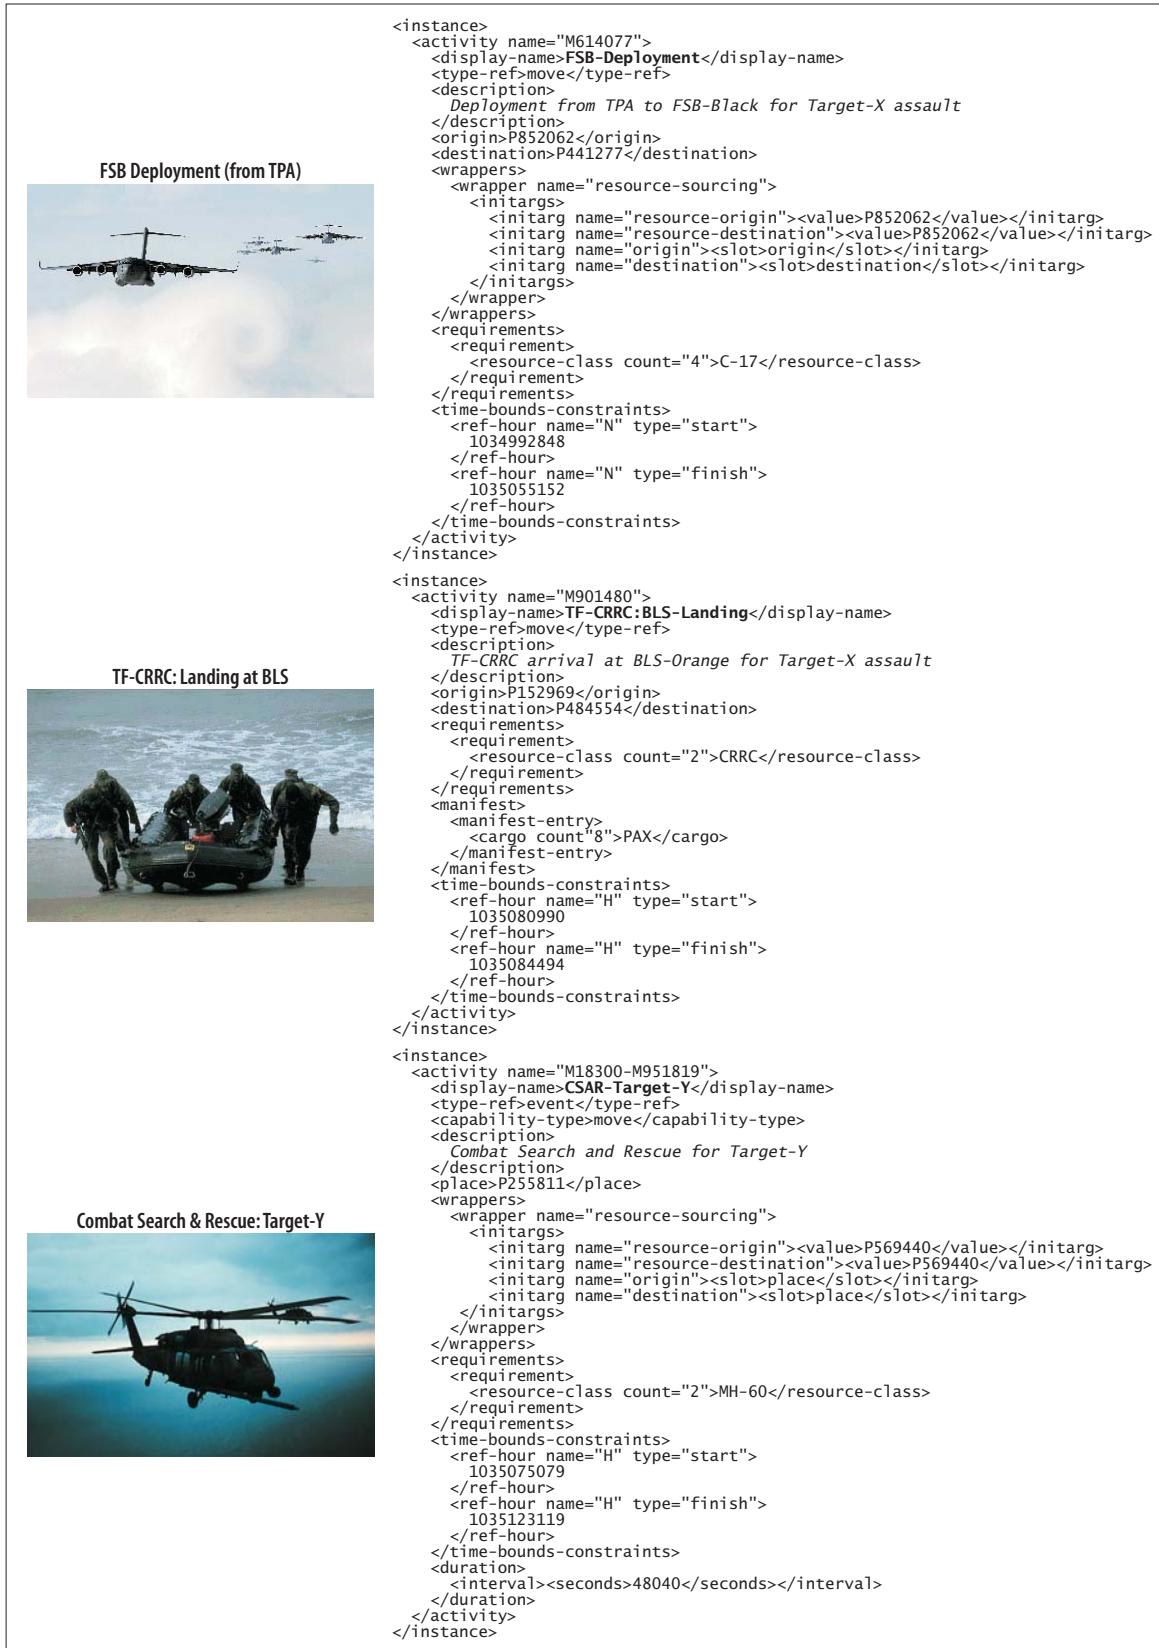 FSB Deployment (from TPA)
<instance>
<activity name="M614077">
<display-name>FSB-Deployment</display-name>
<type-ref>move</type-ref>
<description>
Deployment from TPA to FSB-Black for Target-X assault
</description>
<origin>P852062</origin>
<destination>P441277</destination>
<wrappers>
<wrapper name="resource-sourcing">
<initargs>
<initarg name="resource-origin"><value>P852062</value></initarg>
<initarg name="resource-destination"><value>P852062</value></initarg>
<initarg name="origin"><slot>origin</slot></initarg>
<initarg name="destination"><slot>destination</slot></initarg>
</initargs>
</wrapper>
</wrappers>
<requirements>
<requirement>
<resource-class count="4">C-17</resource-class>
</requirement>
</requirements>
<time-bounds-constraints>
<ref-hour name="N" type="start">
1034992848
</ref-hour>
<ref-hour name="N" type="finish">
1035055152
</ref-hour>
</time-bounds-constraints>
</activity>
</instance>
TF-CRRC: Landing at BLS
<instance>
<activity name="M901480">
<display-name>TF-CRRC:BLS-Landing</display-name>
<type-ref>move</type-ref>
<description>
TF-CRRC arrival at BLS-Orange for Target-X assault
</description>
<origin>P152969</origin>
<destination>P484554</destination>
<requirements>
<requirement>
<resource-class count="2">CRRC</resource-class>
</requirement>
</requirements>
<manifest>
<manifest-entry>
<cargo count"8">PAX</cargo>
</manifest-entry>
</manifest>
<time-bounds-constraints>
<ref-hour name="H" type="start">
1035080990
</ref-hour>
<ref-hour name="H" type="finish">
1035084494
</ref-hour>
</time-bounds-constraints>
</activity>
</instance>
Combat Search & Rescue: Target-Y
<instance>
<activity name="M18300-M951819">
<display-name>CSAR-Target-Y</display-name>
<type-ref>event</type-ref>
<capability-type>move</capability-type>
<description>
Combat Search and Rescue for Target-Y
</description>
<place>P255811</place>
<wrappers>
<wrapper name="resource-sourcing">
<initargs>
<initarg name="resource-origin"><value>P569440</value></initarg>
<initarg name="resource-destination"><value>P569440</value></initarg>
<initarg name="origin"><slot>place</slot></initarg>
<initarg name="destination"><slot>place</slot></initarg>
</initargs>
</wrapper>
</wrappers>
<requirements>
<requirement>
<resource-class count="2">MH-60</resource-class>
</requirement>
</requirements>
<time-bounds-constraints>
<ref-hour name="H" type="start">
1035075079
</ref-hour>
<ref-hour name="H" type="finish">
1035123119
</ref-hour>
</time-bounds-constraints>
<duration>
<interval><seconds>48040</seconds></interval>
</duration>
</activity>
</instance>